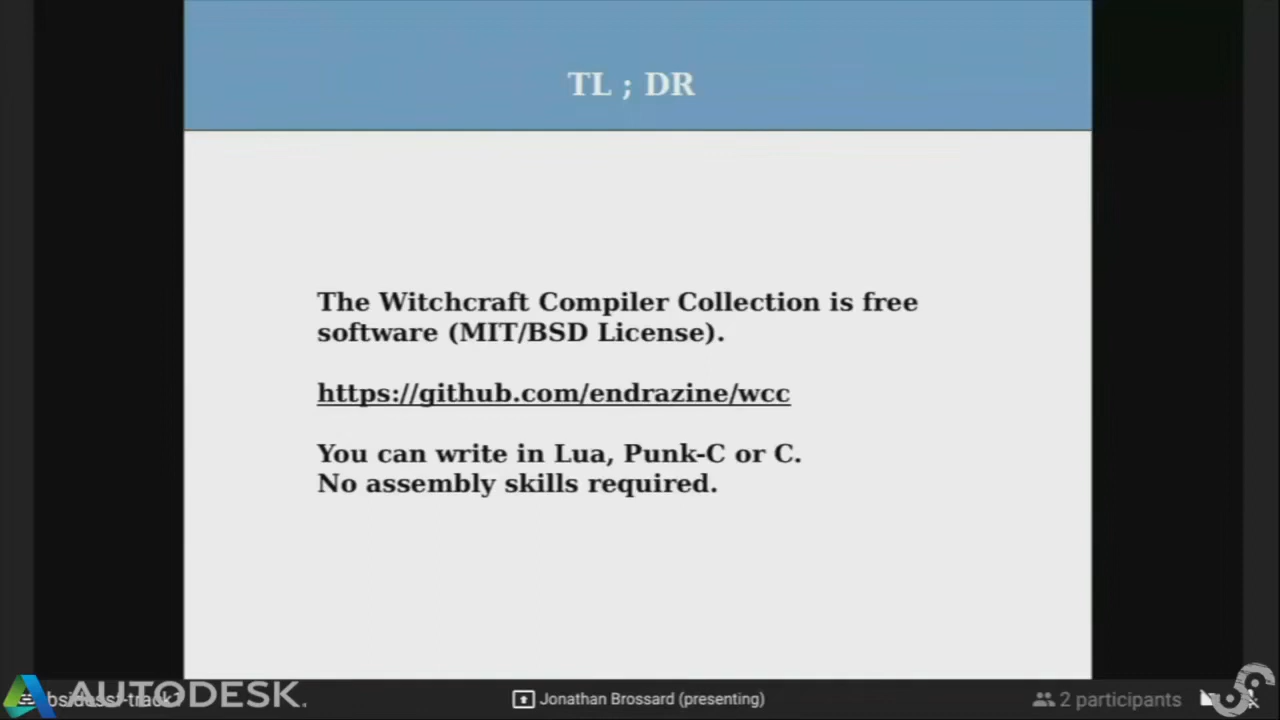 TL ; DR
The Witchcraft Compiler Collection is free
software (MIT/BSD License).
https://github.com/endrazine/wcc
You can write in Lua, Punk-C or C.
No assembly skills required.
AUTODESK.
Jonathan Brossard (presenting)
2 participants